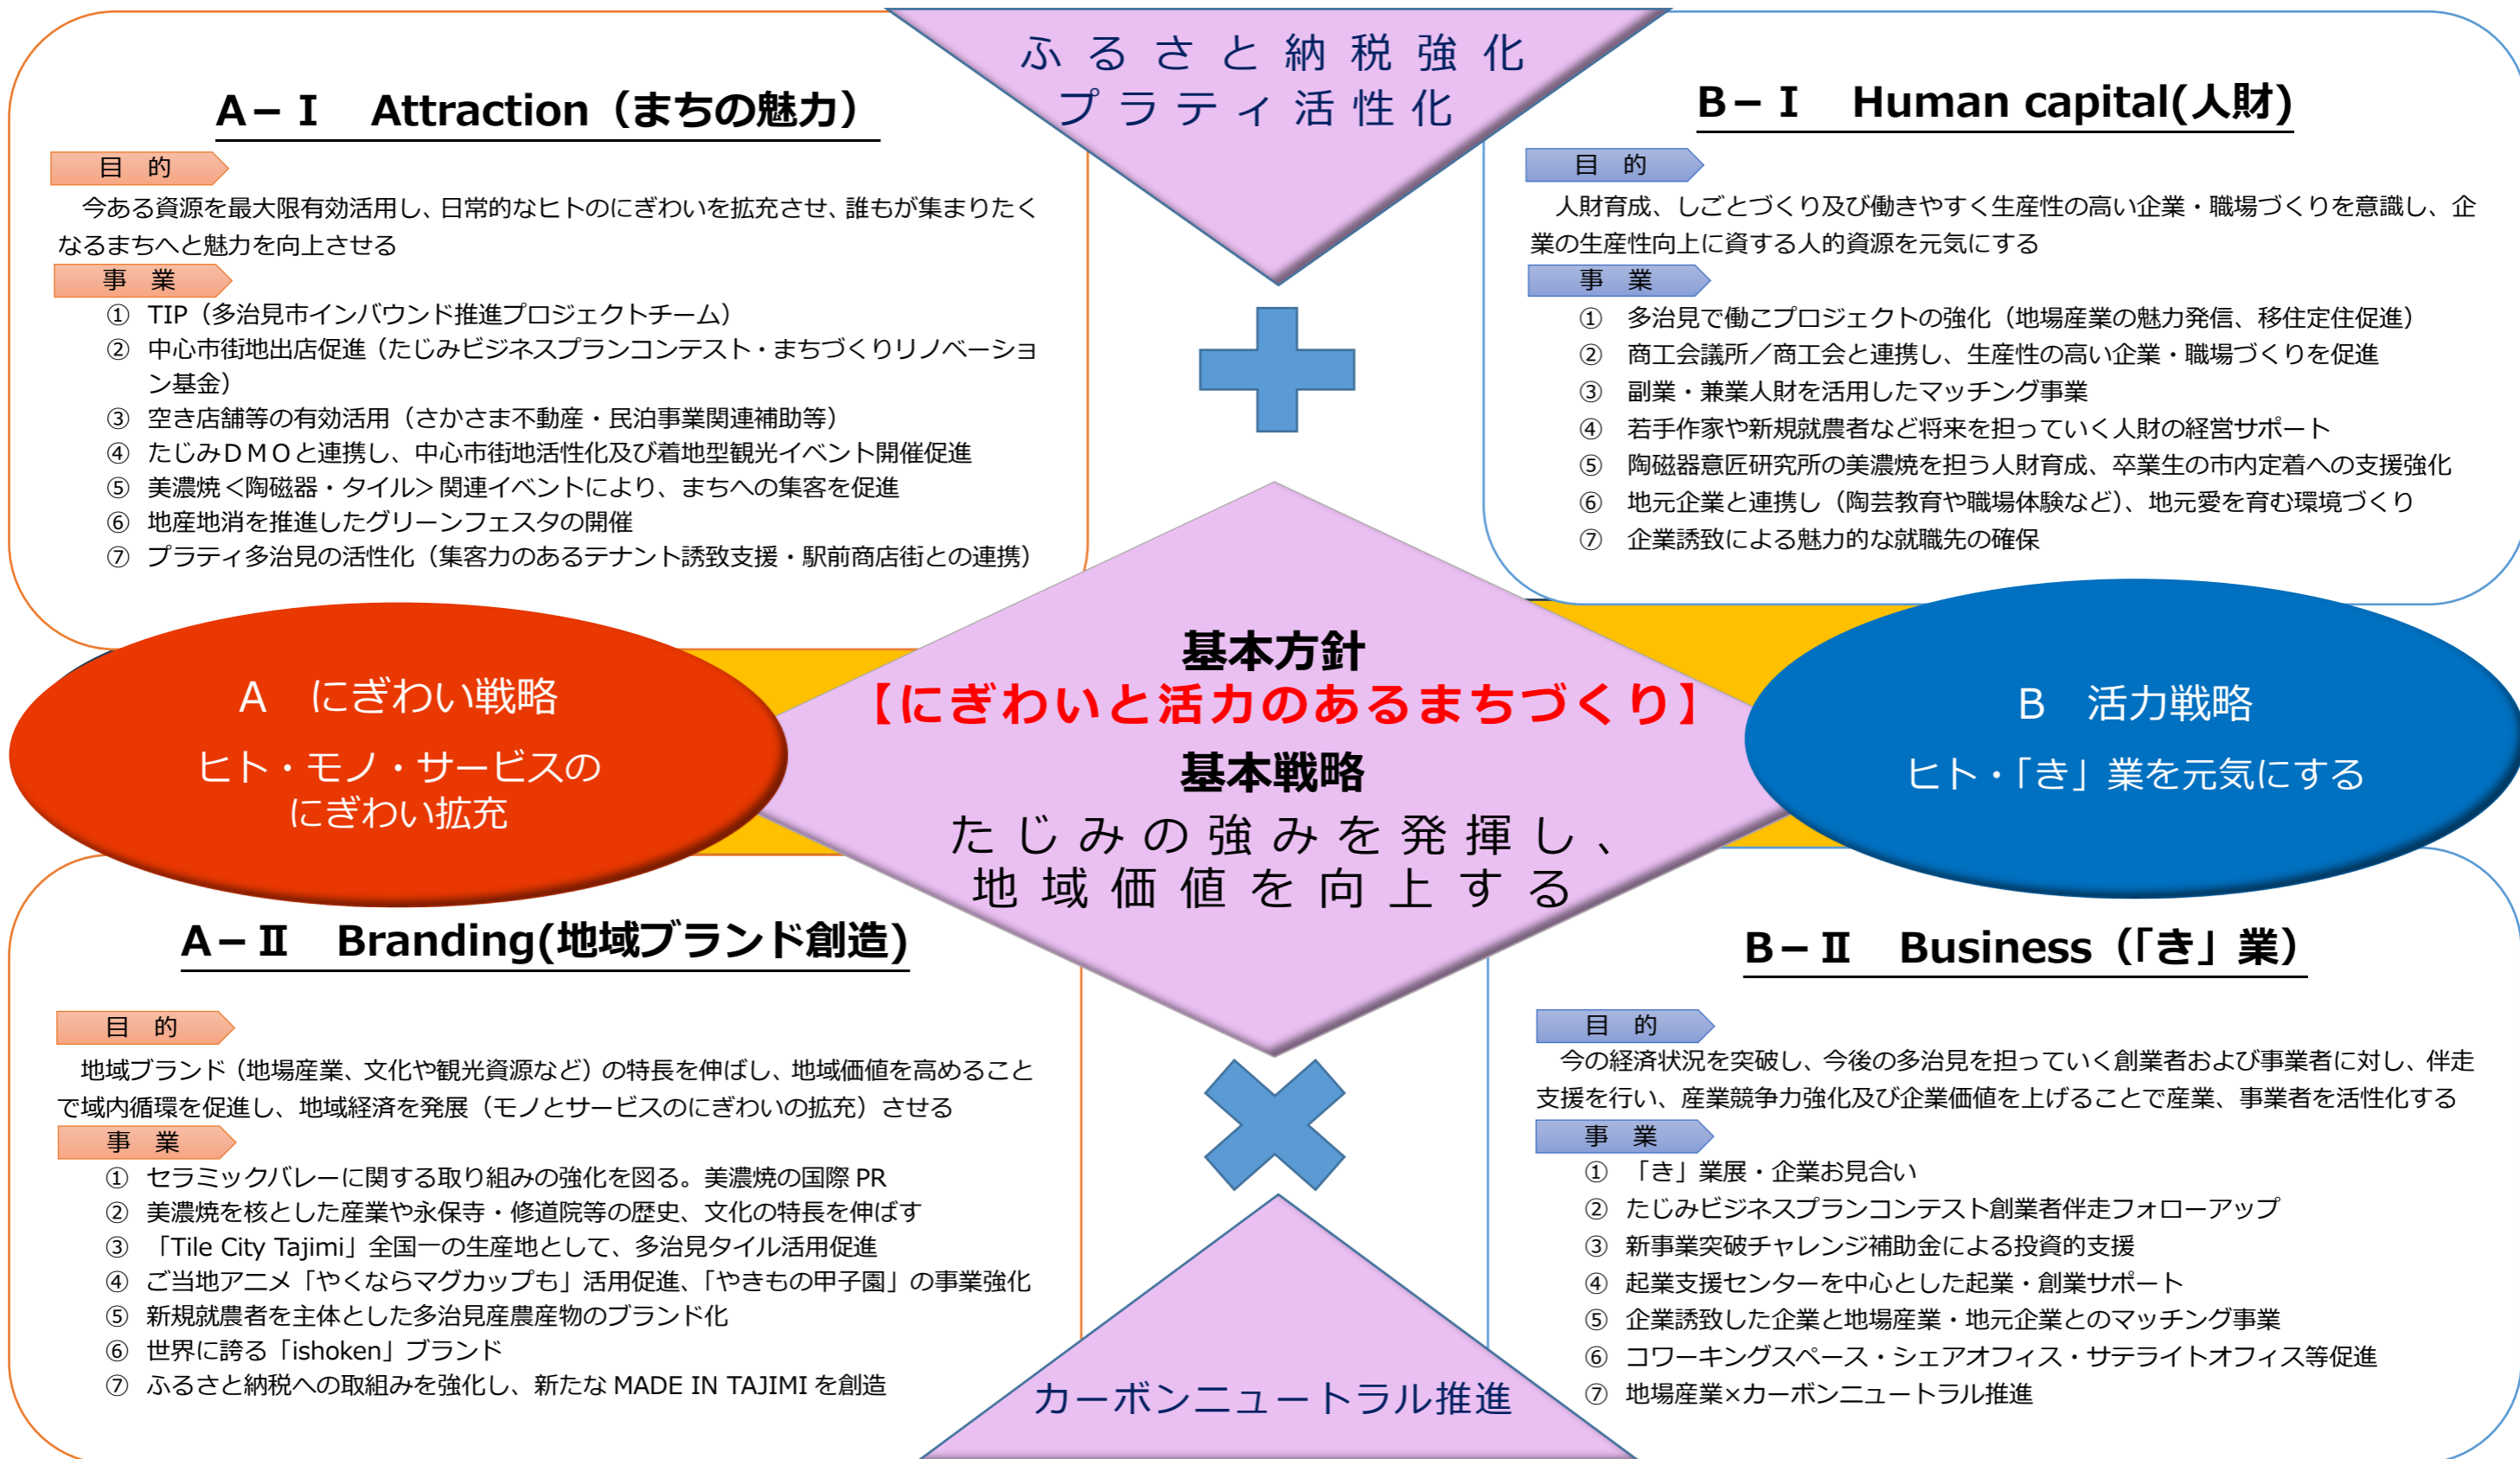 ふるさと納税強化
プラティ活性化
A－Ⅰ　Attraction（まちの魅力）
目　的
今ある資源を最大限有効活用し、日常的なヒトのにぎわいを拡充させ、誰もが集まりたく
なるまちへと魅力を向上させる
事　業
① TIP（多治見市インバウンド推進プロジェクトチーム）
② 中心市街地出店促進（たじみビジネスプランコンテスト・まちづくりリノベーショ
ン基金）
③ 空き店舗等の有効活用（さかさま不動産・民泊事業関連補助等）
④ たじみＤＭＯと連携し、中心市街地活性化及び着地型観光イベント開催促進
⑤ 美濃焼＜陶磁器・タイル＞関連イベントにより、まちへの集客を促進
⑥ 地産地消を推進したグリーンフェスタの開催
⑦ プラティ多治見の活性化（集客力のあるテナント誘致支援・駅前商店街との連携）
B－Ⅰ　Human capital(人財)
目　的
人財育成、しごとづくり及び働きやすく生産性の高い企業・職場づくりを意識し、企
業の生産性向上に資する人的資源を元気にする
事　業
① 多治見で働こプロジェクトの強化（地場産業の魅力発信、移住定住促進）
② 商工会議所／商工会と連携し、生産性の高い企業・職場づくりを促進
③ 副業・兼業人財を活用したマッチング事業
④ 若手作家や新規就農者など将来を担っていく人財の経営サポート
⑤ 陶磁器意匠研究所の美濃焼を担う人財育成、卒業生の市内定着への支援強化
⑥ 地元企業と連携し（陶芸教育や職場体験など）、地元愛を育む環境づくり
⑦ 企業誘致による魅力的な就職先の確保
A　にぎわい戦略
ヒト・モノ・サービスの
にぎわい拡充
基本方針
【にぎわいと活力のあるまちづくり】
基本戦略
たじみの強みを発揮し、
地域価値を向上する
B　活力戦略
ヒト・「き」業を元気にする
A－Ⅱ　Branding(地域ブランド創造)
目　的
地域ブランド（地場産業、文化や観光資源など）の特長を伸ばし、地域価値を高めること
で域内循環を促進し、地域経済を発展（モノとサービスのにぎわいの拡充）させる
事　業
① セラミックバレーに関する取り組みの強化を図る。美濃焼の国際 PR
② 美濃焼を核とした産業や永保寺・修道院等の歴史、文化の特長を伸ばす
③ 「Tile City Tajimi」全国一の生産地として、多治見タイル活用促進
④ ご当地アニメ「やくならマグカップも」活用促進、「やきもの甲子園」の事業強化
⑤ 新規就農者を主体とした多治見産農産物のブランド化
⑥ 世界に誇る「ishoken」ブランド
⑦ ふるさと納税への取組みを強化し、新たな MADE IN TAJIMI を創造
B－Ⅱ　Business（「き」業）
目　的
今の経済状況を突破し、今後の多治見を担っていく創業者および事業者に対し、伴走
支援を行い、産業競争力強化及び企業価値を上げることで産業、事業者を活性化する
事　業
① 「き」業展・企業お見合い
② たじみビジネスプランコンテスト創業者伴走フォローアップ
③ 新事業突破チャレンジ補助金による投資的支援
④ 起業支援センターを中心とした起業・創業サポート
⑤ 企業誘致した企業と地場産業・地元企業とのマッチング事業
⑥ コワーキングスペース・シェアオフィス・サテライトオフィス等促進
⑦ 地場産業×カーボンニュートラル推進
カーボンニュートラル推進